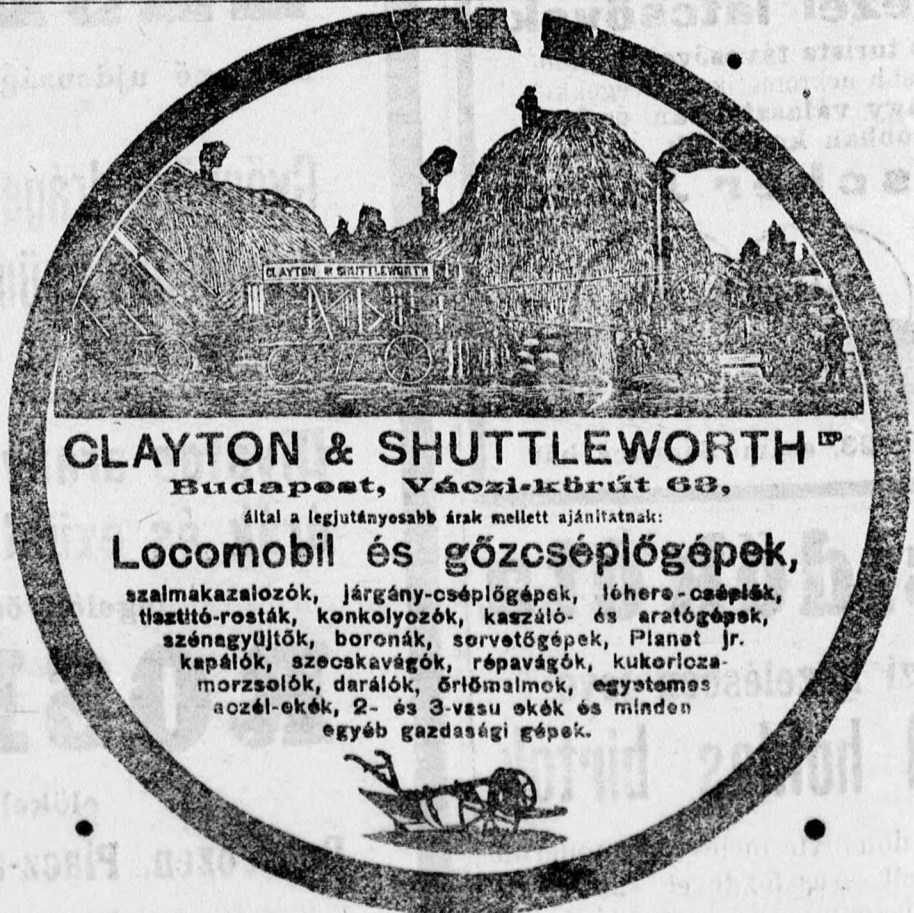 CLAYTON & SHUTTLEWORTH
CLAYTON & SHUTTLEWORTH LTD
Budapest, Váczi-körút 63,
által a legjutányosabb árak mellett ajánltatnak:
Locomobil és gőzcséplőgépek,
szalmakazalozók, járgány-cséplőgépek, lóhere-cséplők,
tisztító-rosták, konkolyozók, kaszáló- és aratógépek,
szénagyüjtők, boronák, sorvetőgépek, Planet jr.
kapálók, szecskavágók, répavágók, kukoricza-
morzsolók, darálók, őrlőmalmok, egyetemes
aczél-ekék, 2- és 3-vasu ekék és minden
egyéb gazdasági gépek.